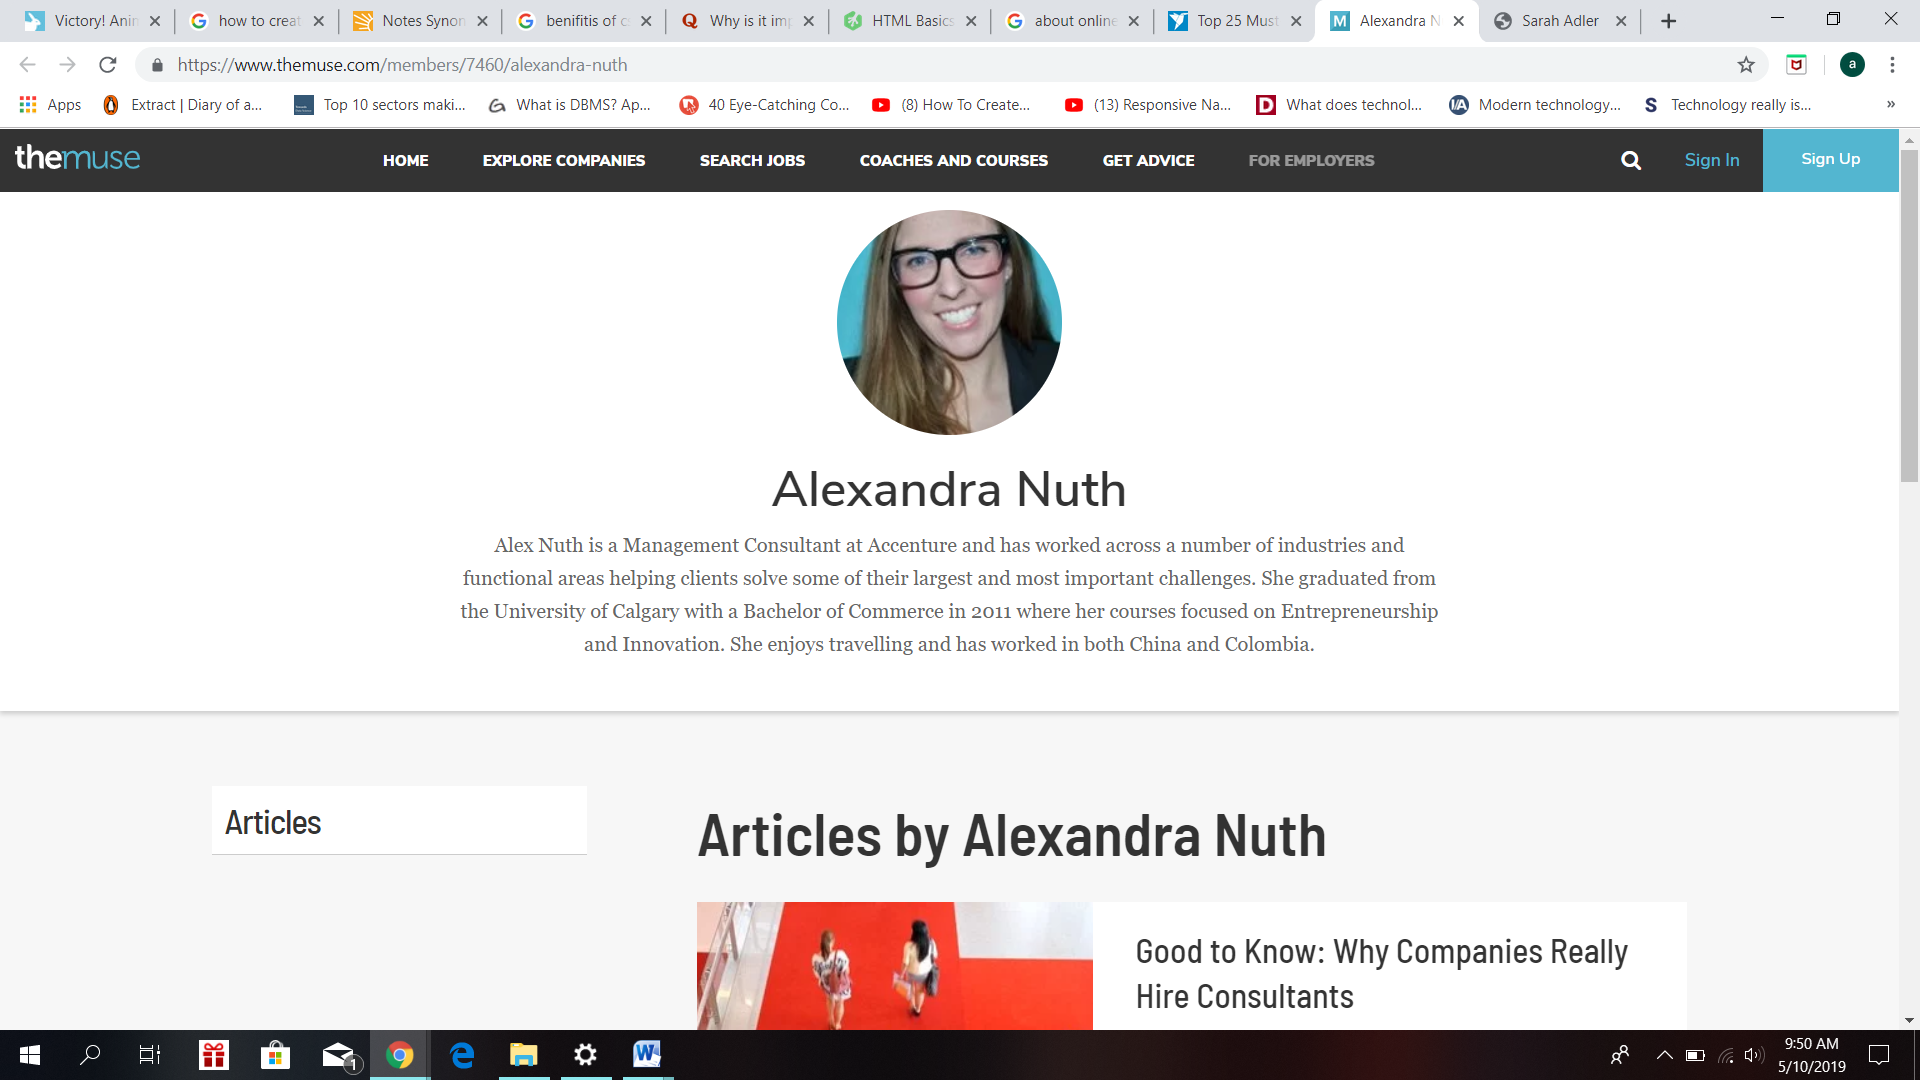 Victory! Anin
how to creat
Notes Synon
benifitis of c
Why is it imp
HTML Basics
about online
Top 25 Must
Alexandra N
Sarah Adler
https://www.themuse.com/members/7460/alexandra-nuth
a
Apps
Extract | Diary of a...
Top 10 sectors maki...
What is DBMS? Ap...
40 Eye-Catching Co...
(8) How To Create...
(13) Responsive Na...
What does technol...
Modern technology...
Technology really is...
themuse
HOME
EXPLORE COMPANIES
SEARCH JOBS
COACHES AND COURSES
GET ADVICE
FOR EMPLOYERS
Sign In
Sign Up
Alexandra Nuth
Alex Nuth is a Management Consultant at Accenture and has worked across a number of industries and
functional areas helping clients solve some of their largest and most important challenges. She graduated from
the University of Calgary with a Bachelor of Commerce in 2011 where her courses focused on Entrepreneurship
and Innovation. She enjoys travelling and has worked in both China and Colombia.
Articles
Articles by Alexandra Nuth
Good to Know: Why Companies Really
Hire Consultants
1
9:50 AM
5/10/2019